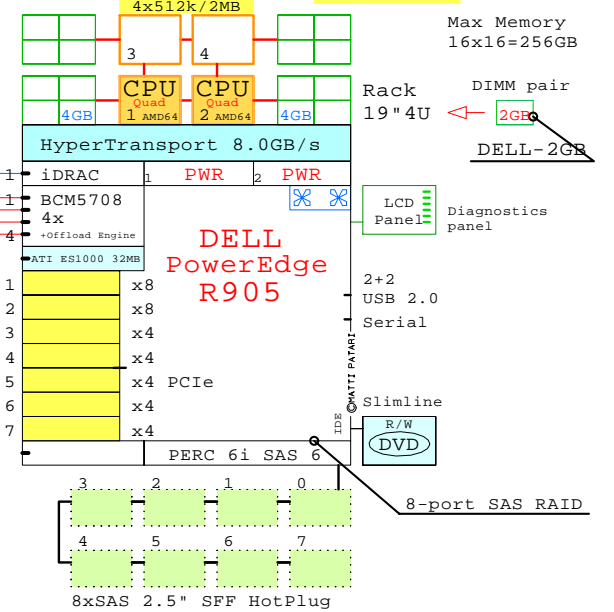 4x512k/2MB
Max Memory
16x16=256GB
3
4
CPU
Quad
1 AMD64
CPU
Quad
2 AMD64
4GB
4GB
Rack
19"4U
DIMM pair
2GB
DELL-2GB
HyperTransport 8.0GB/s
1
iDRAC
1
PWR
2
PWR
1
BCM5708
4x
4
+Offload Engine
LCD
Panel
Diagnostics
panel
ATI ES1000 32MB
DELL
PowerEdge
R905
1
x8
2
x8
3
x4
4
x4
5
x4 PCIe
6
x4
7
x4
2+2
USB 2.0
Serial
©MATTI PATARI
Slimline
IDE
R/W
DVD
PERC 6i SAS 6
8-port SAS RAID
3
2
1
0
4
5
6
7
8xSAS 2.5" SFF HotPlug